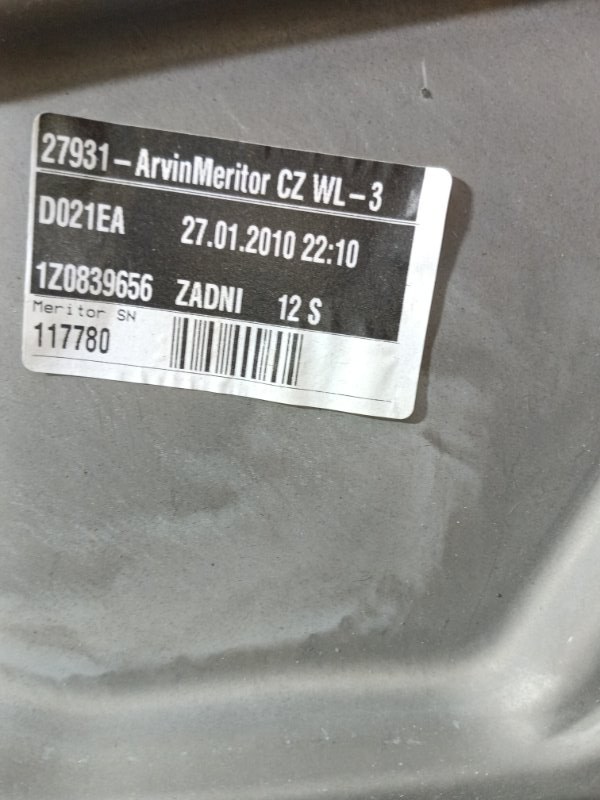 27931 – ArvinMeritor CZ WL – 3
D021EA 27.01.2010 22:10
1Z0839656 ZADNI 12 S
Meritor SN
117780